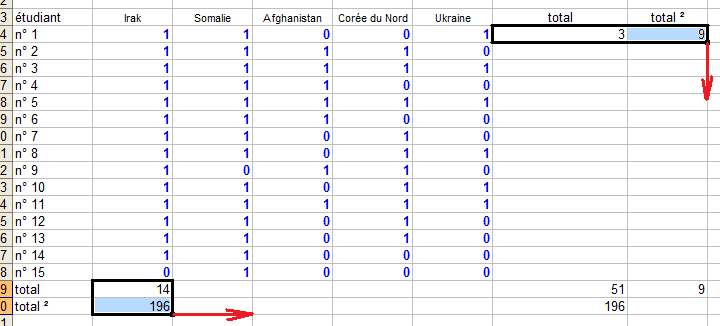 3 étudiant Irak Somalie Afghanistan Corée du Nord Ukraine total total ²
4 n° 1 1 1 0 0 1 3 9
5 n° 2 1 1 1 1 0
6 n° 3 1 1 1 1 1
7 n° 4 1 1 0 0 0
8 n° 5 1 1 1 1 1
9 n° 6 1 1 1 0 0
0 n° 7 1 1 0 1 0
1 n° 8 1 1 0 1 1
2 n° 9 1 0 1 1 1
3 n° 10 1 1 0 1 1
4 n° 11 1 1 1 1 1
5 n° 12 1 1 0 1 0
6 n° 13 1 1 0 1 0
7 n° 14 1 1 0 0 0
8 n° 15 0 1 0 0 0
9 total 14 51 9
0 total ² 196 196
1